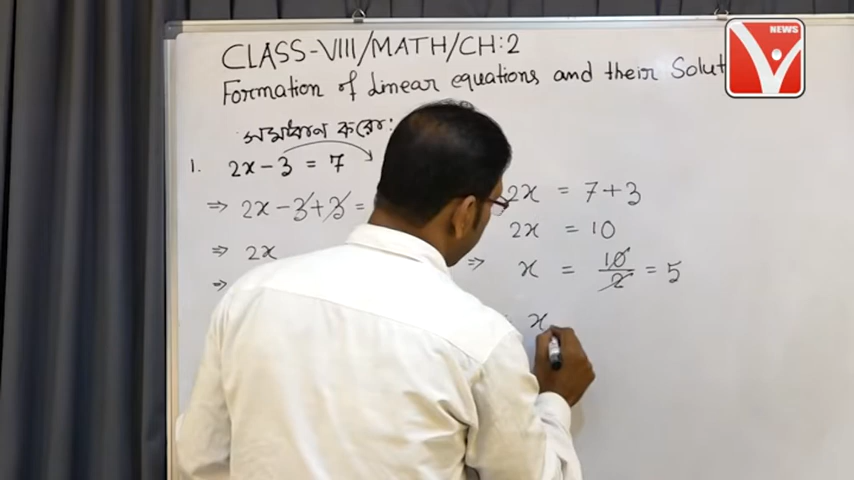 CLASS-VIII/MATH/CH:2
Formation of Linear equations and their Solut
NEWS
সমাধান করো:
1. 2x - 3 = 7
⇒ 2x - 3 + 3 =
⇒ 2x
⇒
2x = 7 + 3
2x = 10
⇒ x = 10/2 = 5
x